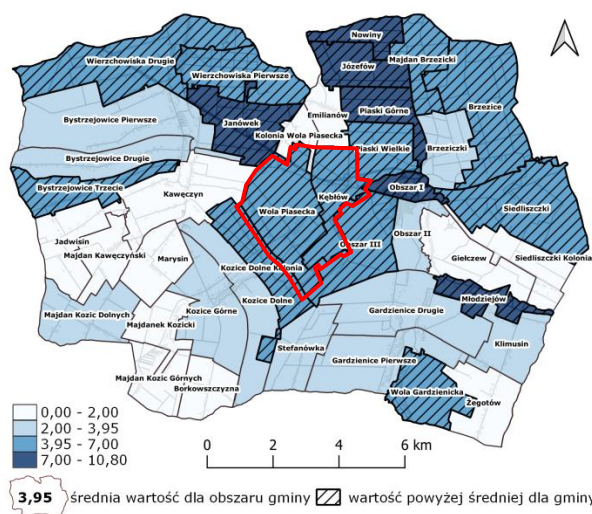 Nowiny
Wierzchowiska Drugie
Majdan Brzezicki
Józefów
Wierzchowiska Pierwsze
Brzezice
Piaski Górne
Bystrzejowice Pierwsze
Emilianów
Janówek
Kolonia Wola Piasecka
Piaski Wielkie
Brzeziczki
Bystrzejowice Drugie
Bystrzejowice Trzecie
Kawęczyn
Obszar I
Kębłów
Siedliszczki
Wola Piasecka
Jadwisin
Obszar II
Obszar III
Majdan Kawęczyński
Giełczew
Siedliszczki Kolonia
Marysin
Kozice Dolne Kolonia
Kozice Dolne
Młodziejów
Majdan Kozic Dolnych
Kozice Górne
Gardzienice Drugie
Majdanek Kozicki
Klimusin
Stefanówka
Gardzienice Pierwsze
Majdan Kozic Górnych
Borkowszczyzna
Wola Gardzienicka
Żegotów
0,00 - 2,00
2,00 - 3,95
3,95 - 7,00
7,00 - 10,80
0 2 4 6 km
3,95 średnia wartość dla obszaru gminy wartość powyżej średniej dla gminy